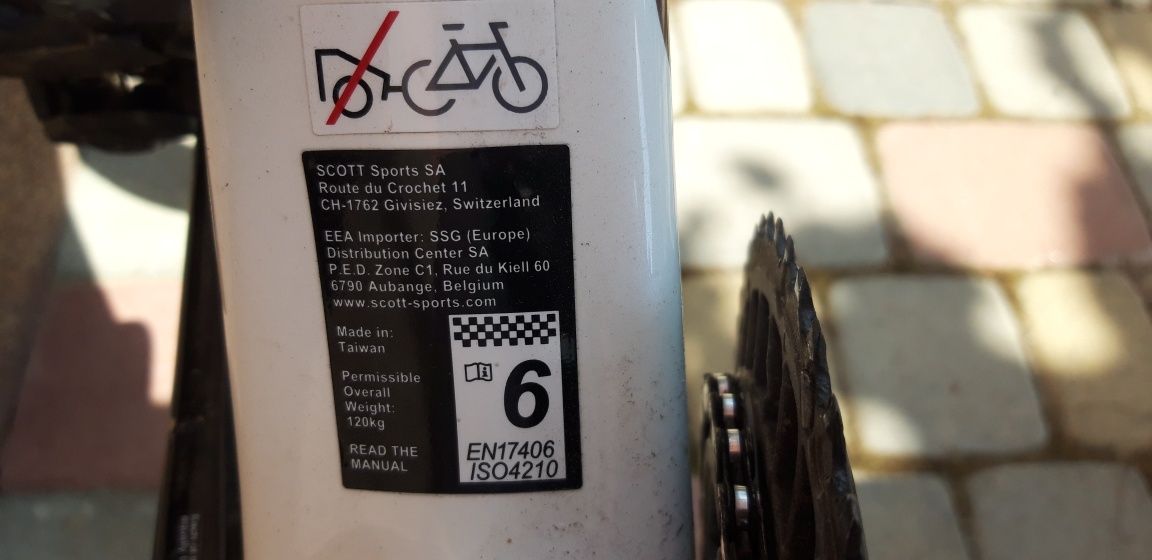 SCOTT Sports SA
Route du Crochet 11
CH-1762 Givisiez, Switzerland
EEA Importer: SSG (Europe)
Distribution Center SA
P.E.D. Zone C1, Rue du Kiell 60
6790 Aubange, Belgium
www.scott-sports.com
Made in:
Taiwan
Permissible
Overall
Weight:
120kg
READ THE
MANUAL
6
EN17406
ISO4210